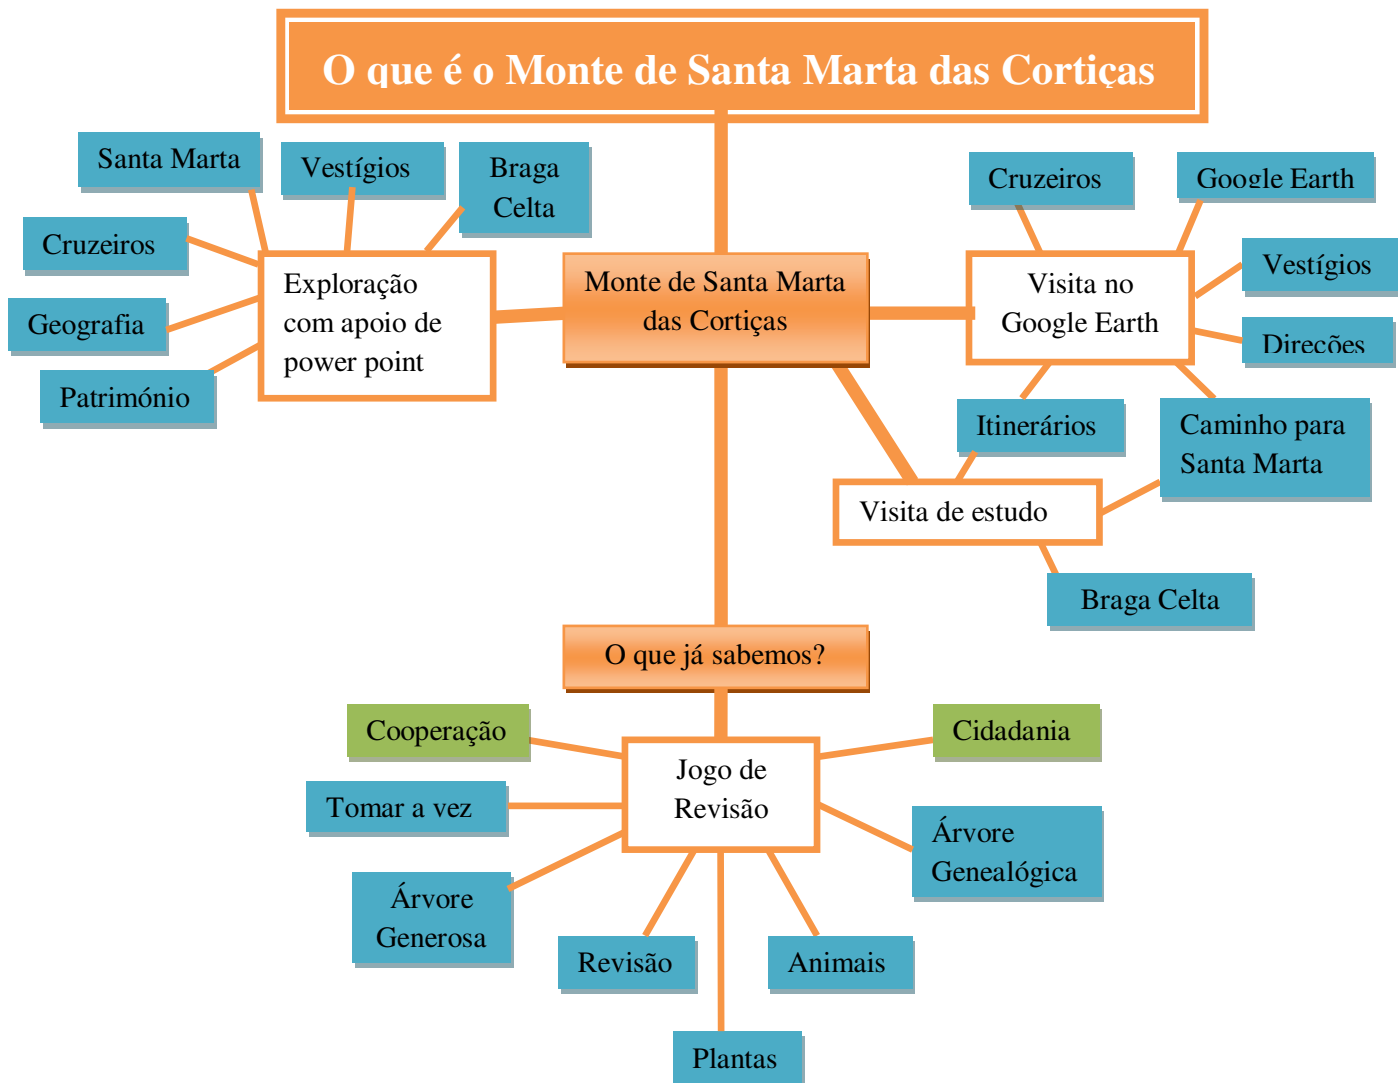 O que é o Monte de Santa Marta das Cortiças
Santa Marta
Vestígios
Braga
Celta
Cruzeiros
Google Earth
Cruzeiros
Geografia
Património
Exploração
com apoio de
power point
Monte de Santa Marta
das Cortiças
Visita no
Google Earth
Vestígios
Direções
Itinerários
Caminho para
Santa Marta
Visita de estudo
Braga Celta
O que já sabemos?
Cooperação
Cidadania
Jogo de
Revisão
Tomar a vez
Árvore
Genealógica
Árvore
Generosa
Revisão
Animais
Plantas